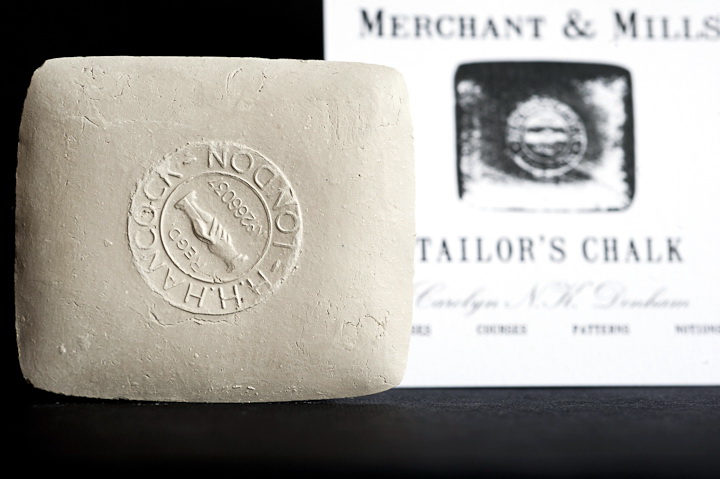 H.H.HANCOCK - LONDON -
REGD
MERCHANT & MILLS
TAILOR'S CHALK
Carolyn N.K. Denham
COURSES
PATTERNS